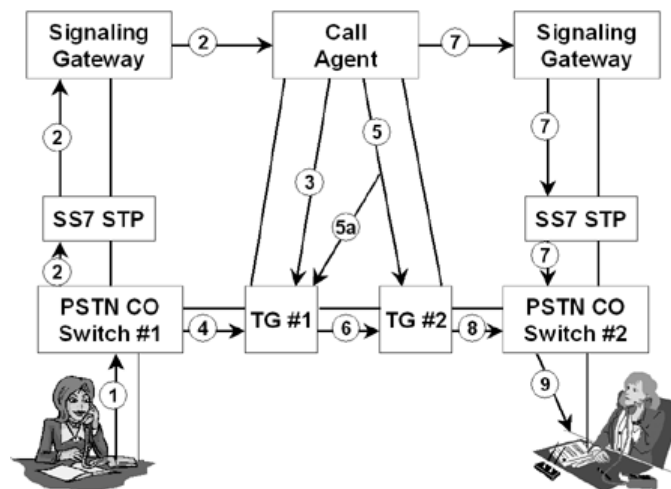 Signaling
Gateway
2
Call
Agent
7
Signaling
Gateway
2
5
7
3
SS7 STP
5a
SS7 STP
2
7
PSTN CO
Switch #1
4
TG #1
6
TG #2
8
PSTN CO
Switch #2
1
9